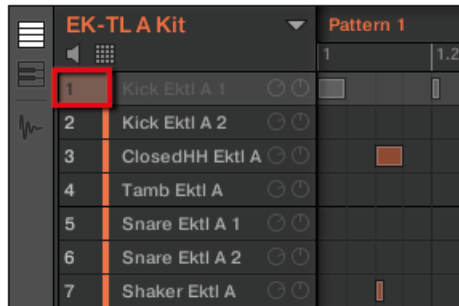 EK-TL A Kit
Pattern 1
1 1.2
1 Kick Ektl A 1
2 Kick Ektl A 2
3 ClosedHH Ektl A
4 Tamb Ektl A
5 Snare Ektl A 1
6 Snare Ektl A 2
7 Shaker Ektl A